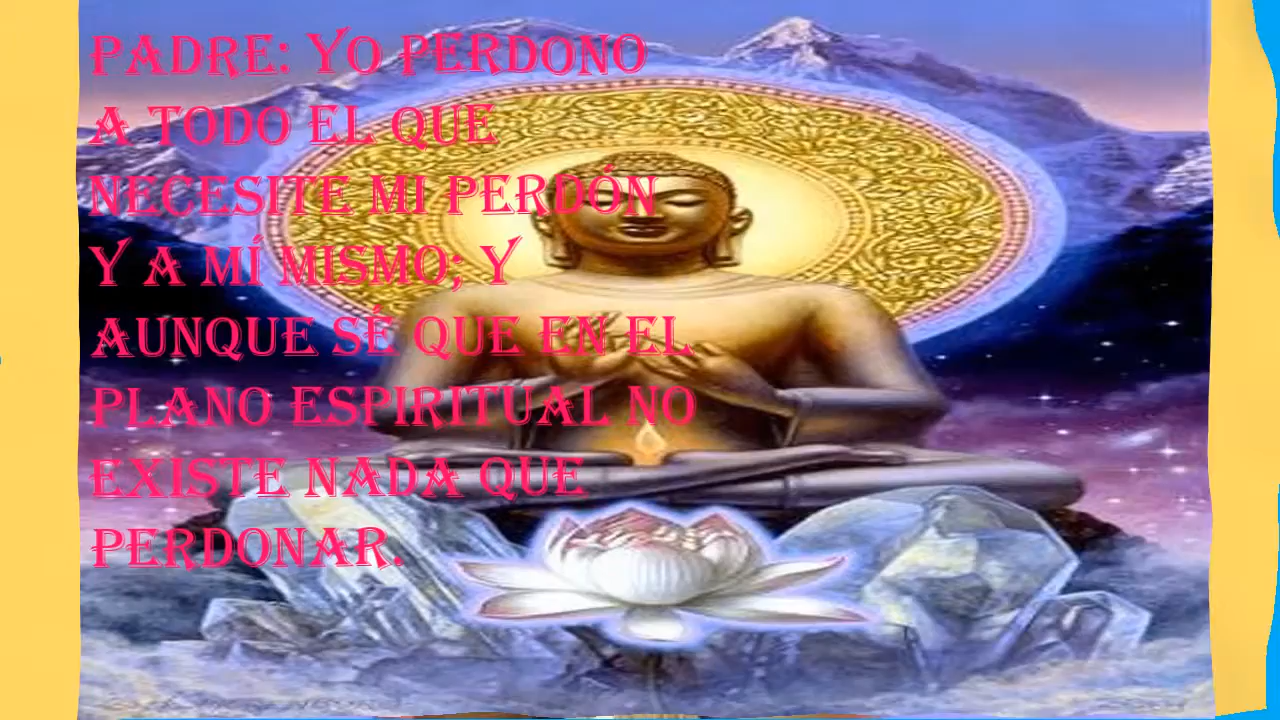 PADRE: YO PERDONO
A TODO EL QUE
NECESITE MI PERDÓN
Y A MÍ MISMO; Y
AUNQUE SÉ QUE EN EL
PLANO ESPIRITUAL NO
EXISTE NADA QUE
PERDONAR.